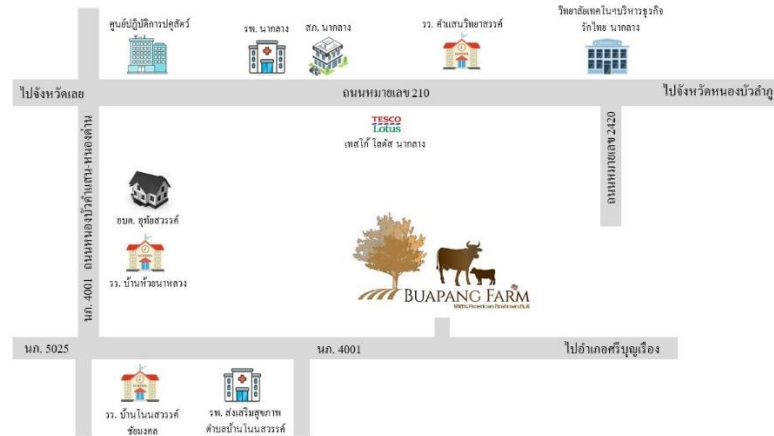 ศูนย์ปฏิบัติการปศุสัตว์
รพ. นากลาง
สภ. นากลาง
รร. คำแสนวิทยาสรรค์
วิทยาลัยเทคโนฯบริหารธุรกิจ
รักไทย นากลาง
ไปจังหวัดเลย
ถนนหมายเลข 210
ไปจังหวัดหนองบัวลำภู
TESCO
Lotus
เทสโก้ โลตัส นากลาง
ถนนหมายเลข 2420
นภ. 4001 ถนนหนองบัวคำแสน-หนองด่าน
อบต. อุทัยสวรรค์
รร. บ้านห้วยนาหลวง
BUAPANG FARM
100% American Brahman Bull
นภ. 5025
นภ. 4001
ไปอำเภอศรีบุญเรือง
รร. บ้านโนนสวรรค์
ชัยมงคล
รพ. ส่งเสริมสุขภาพ
ตำบลบ้านโนนสวรรค์